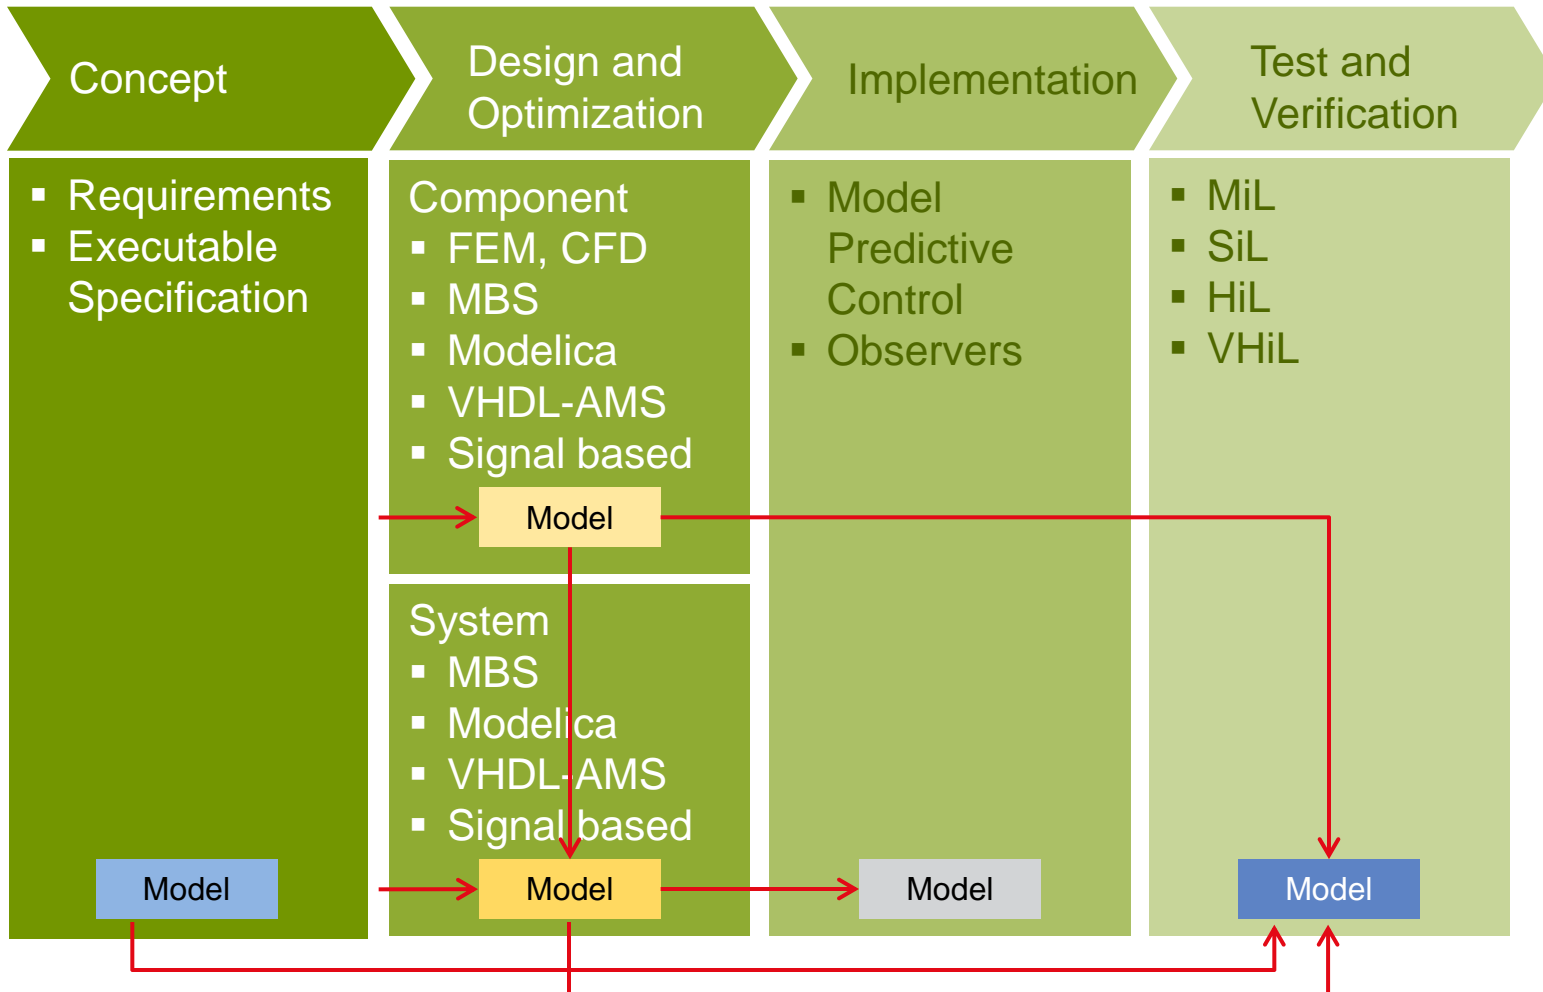 Concept
Design and
Optimization
Implementation
Test and
Verification
▪ Requirements
▪ Executable
Specification
Component
▪ FEM, CFD
▪ MBS
▪ Modelica
▪ VHDL-AMS
▪ Signal based
Model
System
▪ MBS
▪ Modelica
▪ VHDL-AMS
▪ Signal based
▪ Model
Predictive
Control
▪ Observers
▪ MiL
▪ SiL
▪ HiL
▪ VHiL
Model
Model
Model
Model